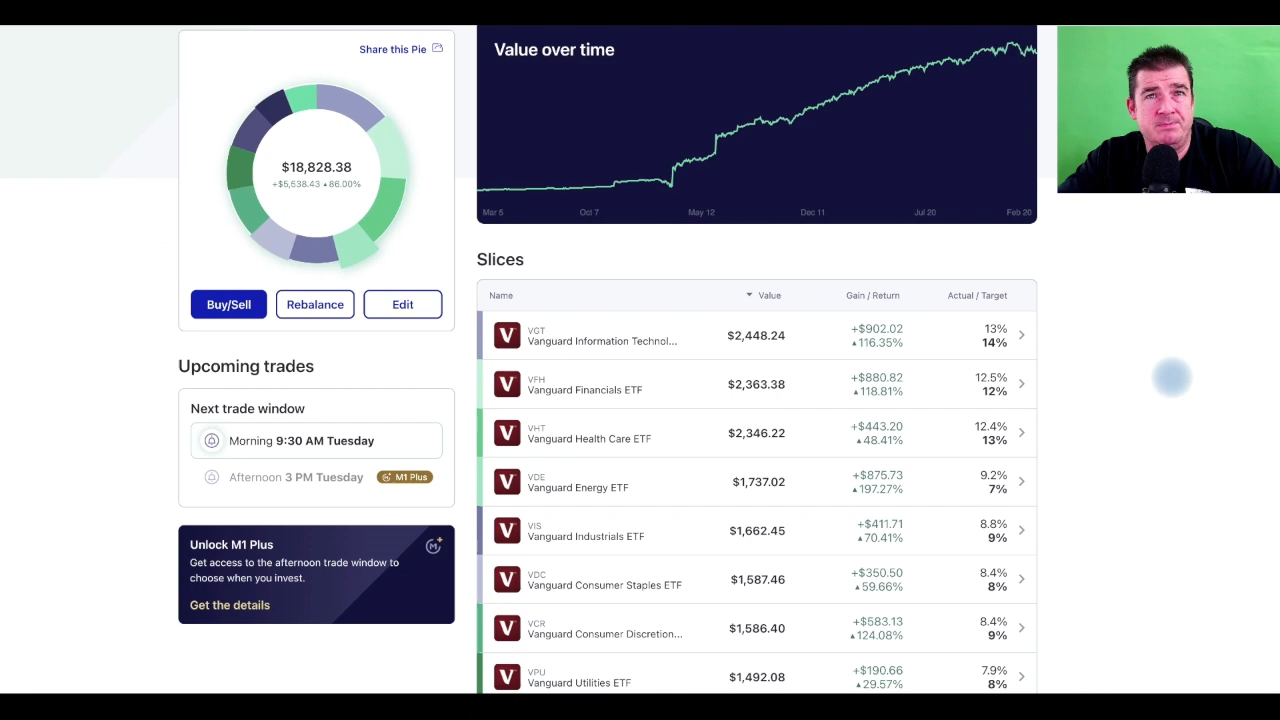 Share this Pie
$18,828.38
+$5,538.43 ▲86.00%
Buy/Sell
Rebalance
Edit
Upcoming trades
Next trade window
Morning 9:30 AM Tuesday
Afternoon 3 PM Tuesday
M1 Plus
Unlock M1 Plus
Get access to the afternoon trade window to
choose when you invest.
Get the details
Value over time
Mar 5 Oct 7 May 12 Dec 11 Jul 20 Feb 20
Slices
Name Value Gain / Return Actual / Target
VGT
Vanguard Information Technol...
$2,448.24
+$902.02
▲116.35%
13%
14%
VFH
Vanguard Financials ETF
$2,363.38
+$880.82
▲118.81%
12.5%
12%
VHT
Vanguard Health Care ETF
$2,346.22
+$443.20
▲48.41%
12.4%
13%
VDE
Vanguard Energy ETF
$1,737.02
+$875.73
▲197.27%
9.2%
7%
VIS
Vanguard Industrials ETF
$1,662.45
+$411.71
▲70.41%
8.8%
9%
VDC
Vanguard Consumer Staples ETF
$1,587.46
+$350.50
▲59.66%
8.4%
8%
VCR
Vanguard Consumer Discretion...
$1,586.40
+$583.13
▲124.08%
8.4%
9%
VPU
Vanguard Utilities ETF
$1,492.08
+$190.66
▲29.57%
7.9%
8%